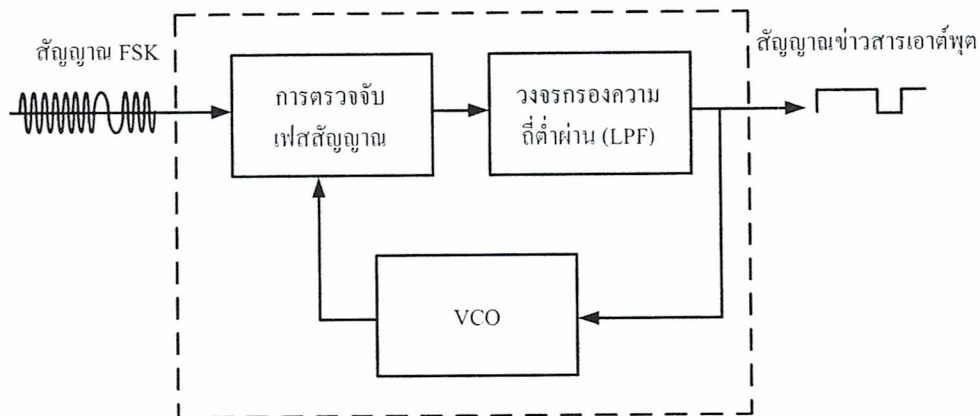 สัญญาณ FSK
การตรวจจับ
เฟสสัญญาณ
วงจรกรองความ
ถี่ต่ำผ่าน (LPF)
สัญญาณข่าวสารเอาต์พุต
VCO